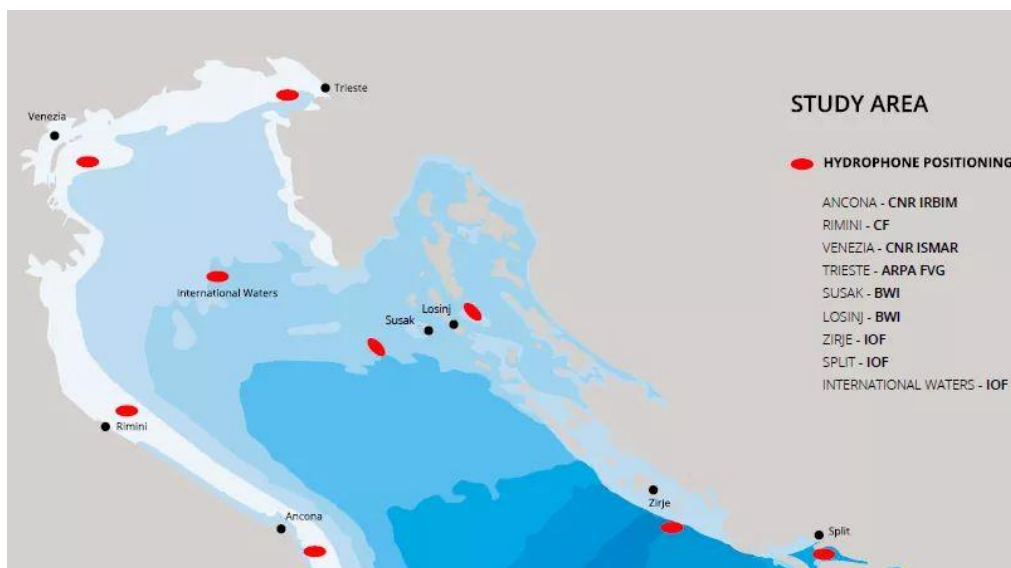 Trieste
Venezia
STUDY AREA
HYDROPHONE POSITIONING
ANCONA - CNR IRBIM
RIMINI - CF
VENEZIA - CNR ISMAR
TRIESTE - ARPA FVG
SUSAK - BWI
LOSINJ - BWI
ZIRJE - IOF
SPLIT - IOF
INTERNATIONAL WATERS - IOF
International Waters
Losinj
Susak
Rimini
Zirje
Ancona
Split